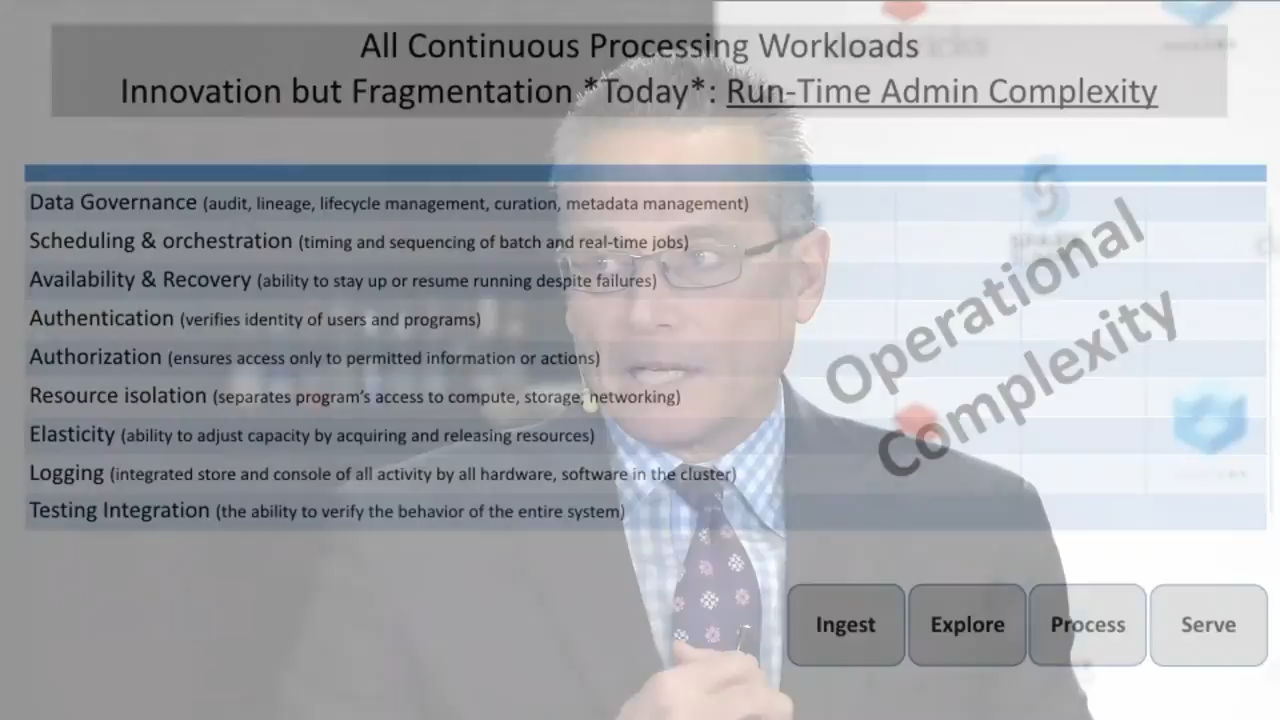 All Continuous Processing Workloads
Innovation but Fragmentation *Today*: Run-Time Admin Complexity
Data Governance (audit, lineage, lifecycle management, curation, metadata management)
Scheduling & orchestration (timing and sequencing of batch and real-time jobs)
Availability & Recovery (ability to stay up or resume running despite failures)
Authentication (verifies identity of users and programs)
Authorization (ensures access only to permitted information or actions)
Resource isolation (separates program's access to compute, storage, networking)
Elasticity (ability to adjust capacity by acquiring and releasing resources)
Logging (integrated store and console of all activity by all hardware, software in the cluster)
Testing Integration (the ability to verify the behavior of the entire system)
Operational
Complexity
Ingest
Explore
Process
Serve